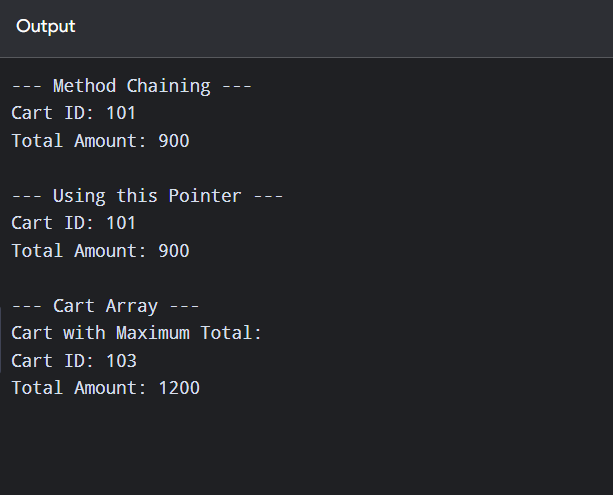 Output
--- Method Chaining ---
Cart ID: 101
Total Amount: 900
--- Using this Pointer ---
Cart ID: 101
Total Amount: 900
--- Cart Array ---
Cart with Maximum Total:
Cart ID: 103
Total Amount: 1200